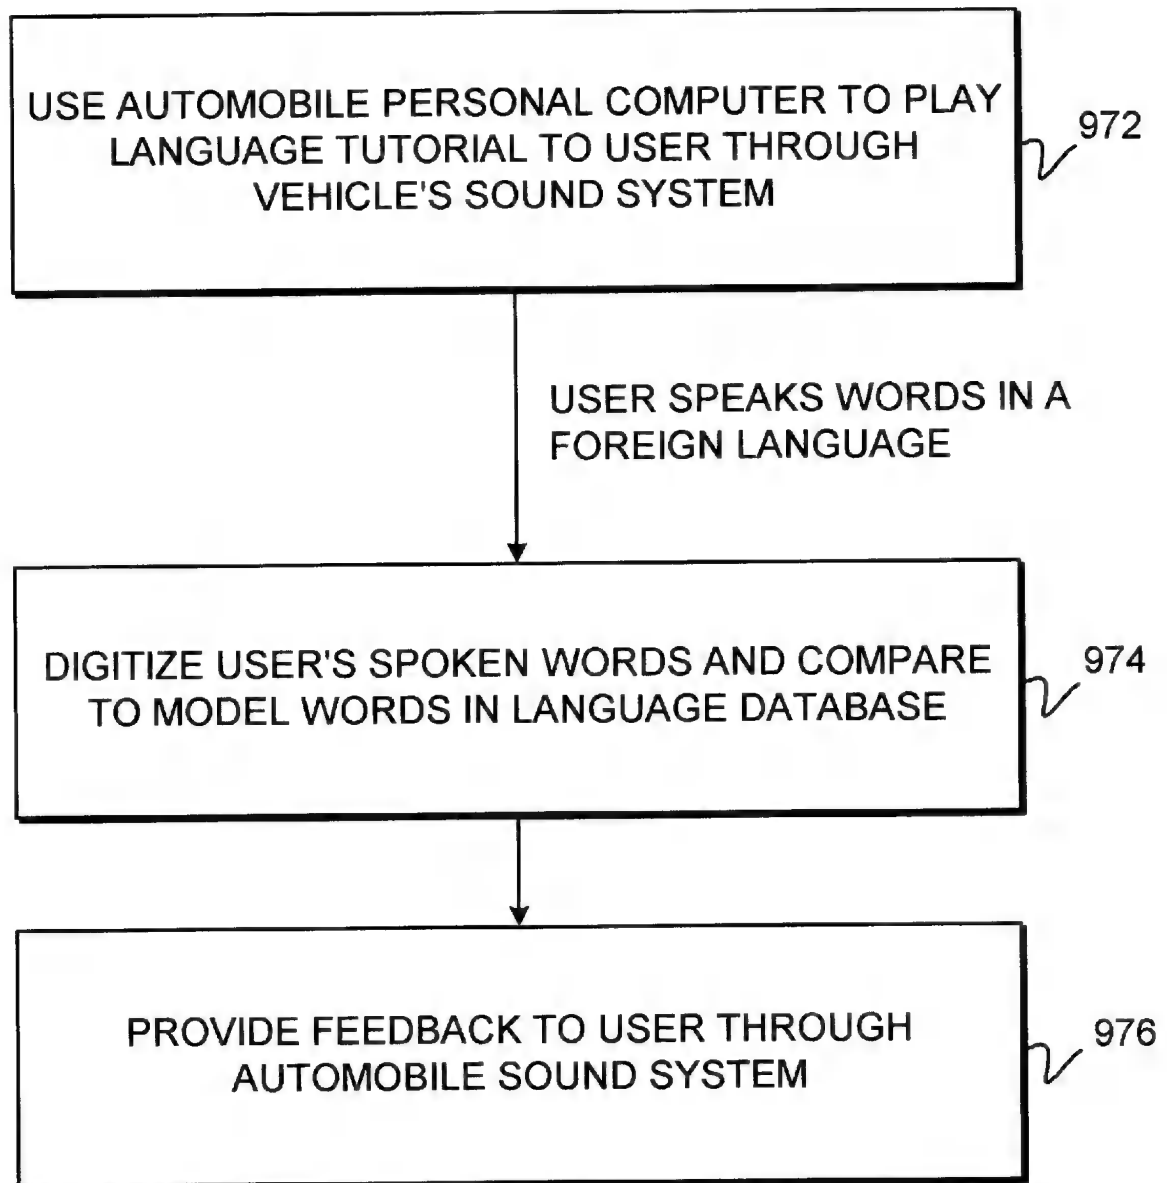 USE AUTOMOBILE PERSONAL COMPUTER TO PLAY
LANGUAGE TUTORIAL TO USER THROUGH
VEHICLE'S SOUND SYSTEM
972
USER SPEAKS WORDS IN A
FOREIGN LANGUAGE
DIGITIZE USER'S SPOKEN WORDS AND COMPARE
TO MODEL WORDS IN LANGUAGE DATABASE
974
PROVIDE FEEDBACK TO USER THROUGH
AUTOMOBILE SOUND SYSTEM
976